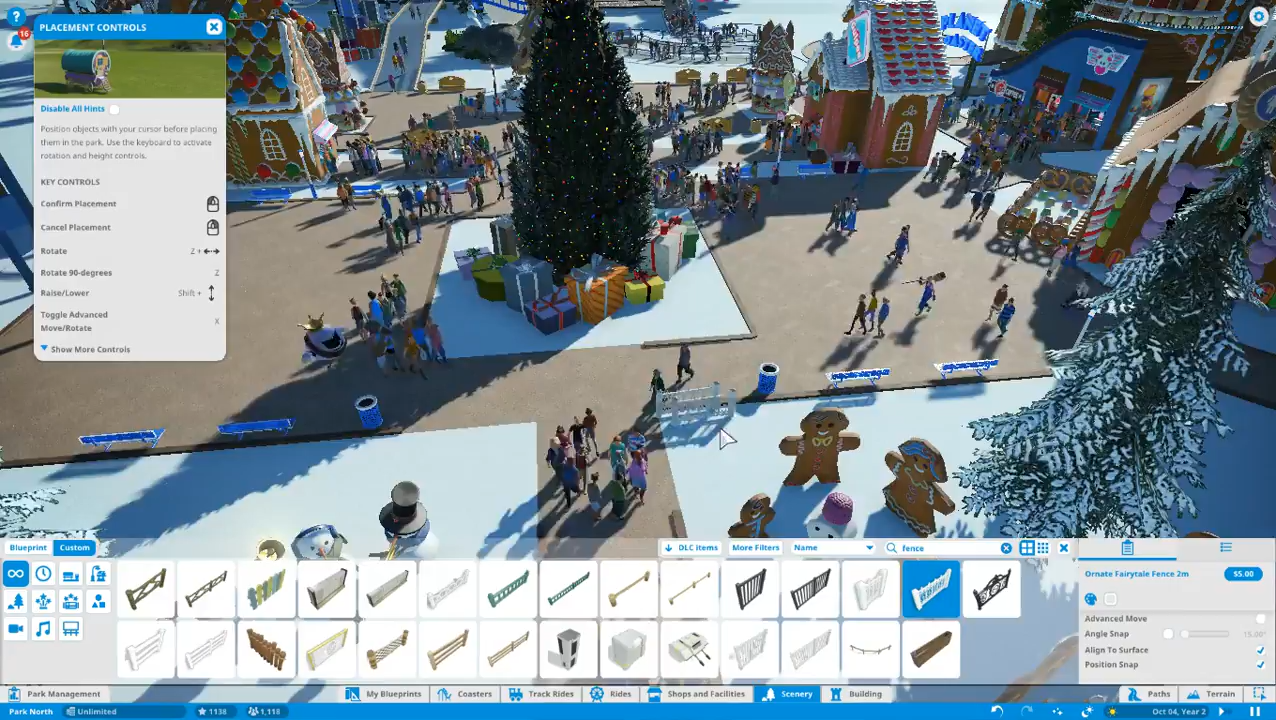 ?
16
PLACEMENT CONTROLS
Disable All Hints
Position objects with your cursor before placing
them in the park. Use the keyboard to activate
rotation and height controls.
KEY CONTROLS
Confirm Placement
Cancel Placement
Rotate Z +
Rotate 90-degrees Z
Raise/Lower Shift +
Toggle Advanced
Move/Rotate X
Show More Controls
Blueprint Custom
DLC items More Filters Name fence
Ornate Fairytale Fence 2m $5.00
Advanced Move
Angle Snap 15.00°
Align To Surface
Position Snap
Park Management My Blueprints Coasters Track Rides Rides Shops and Facilities Scenery Building Paths Terrain
Park North Unlimited 1138 1,118 Oct 04, Year 2